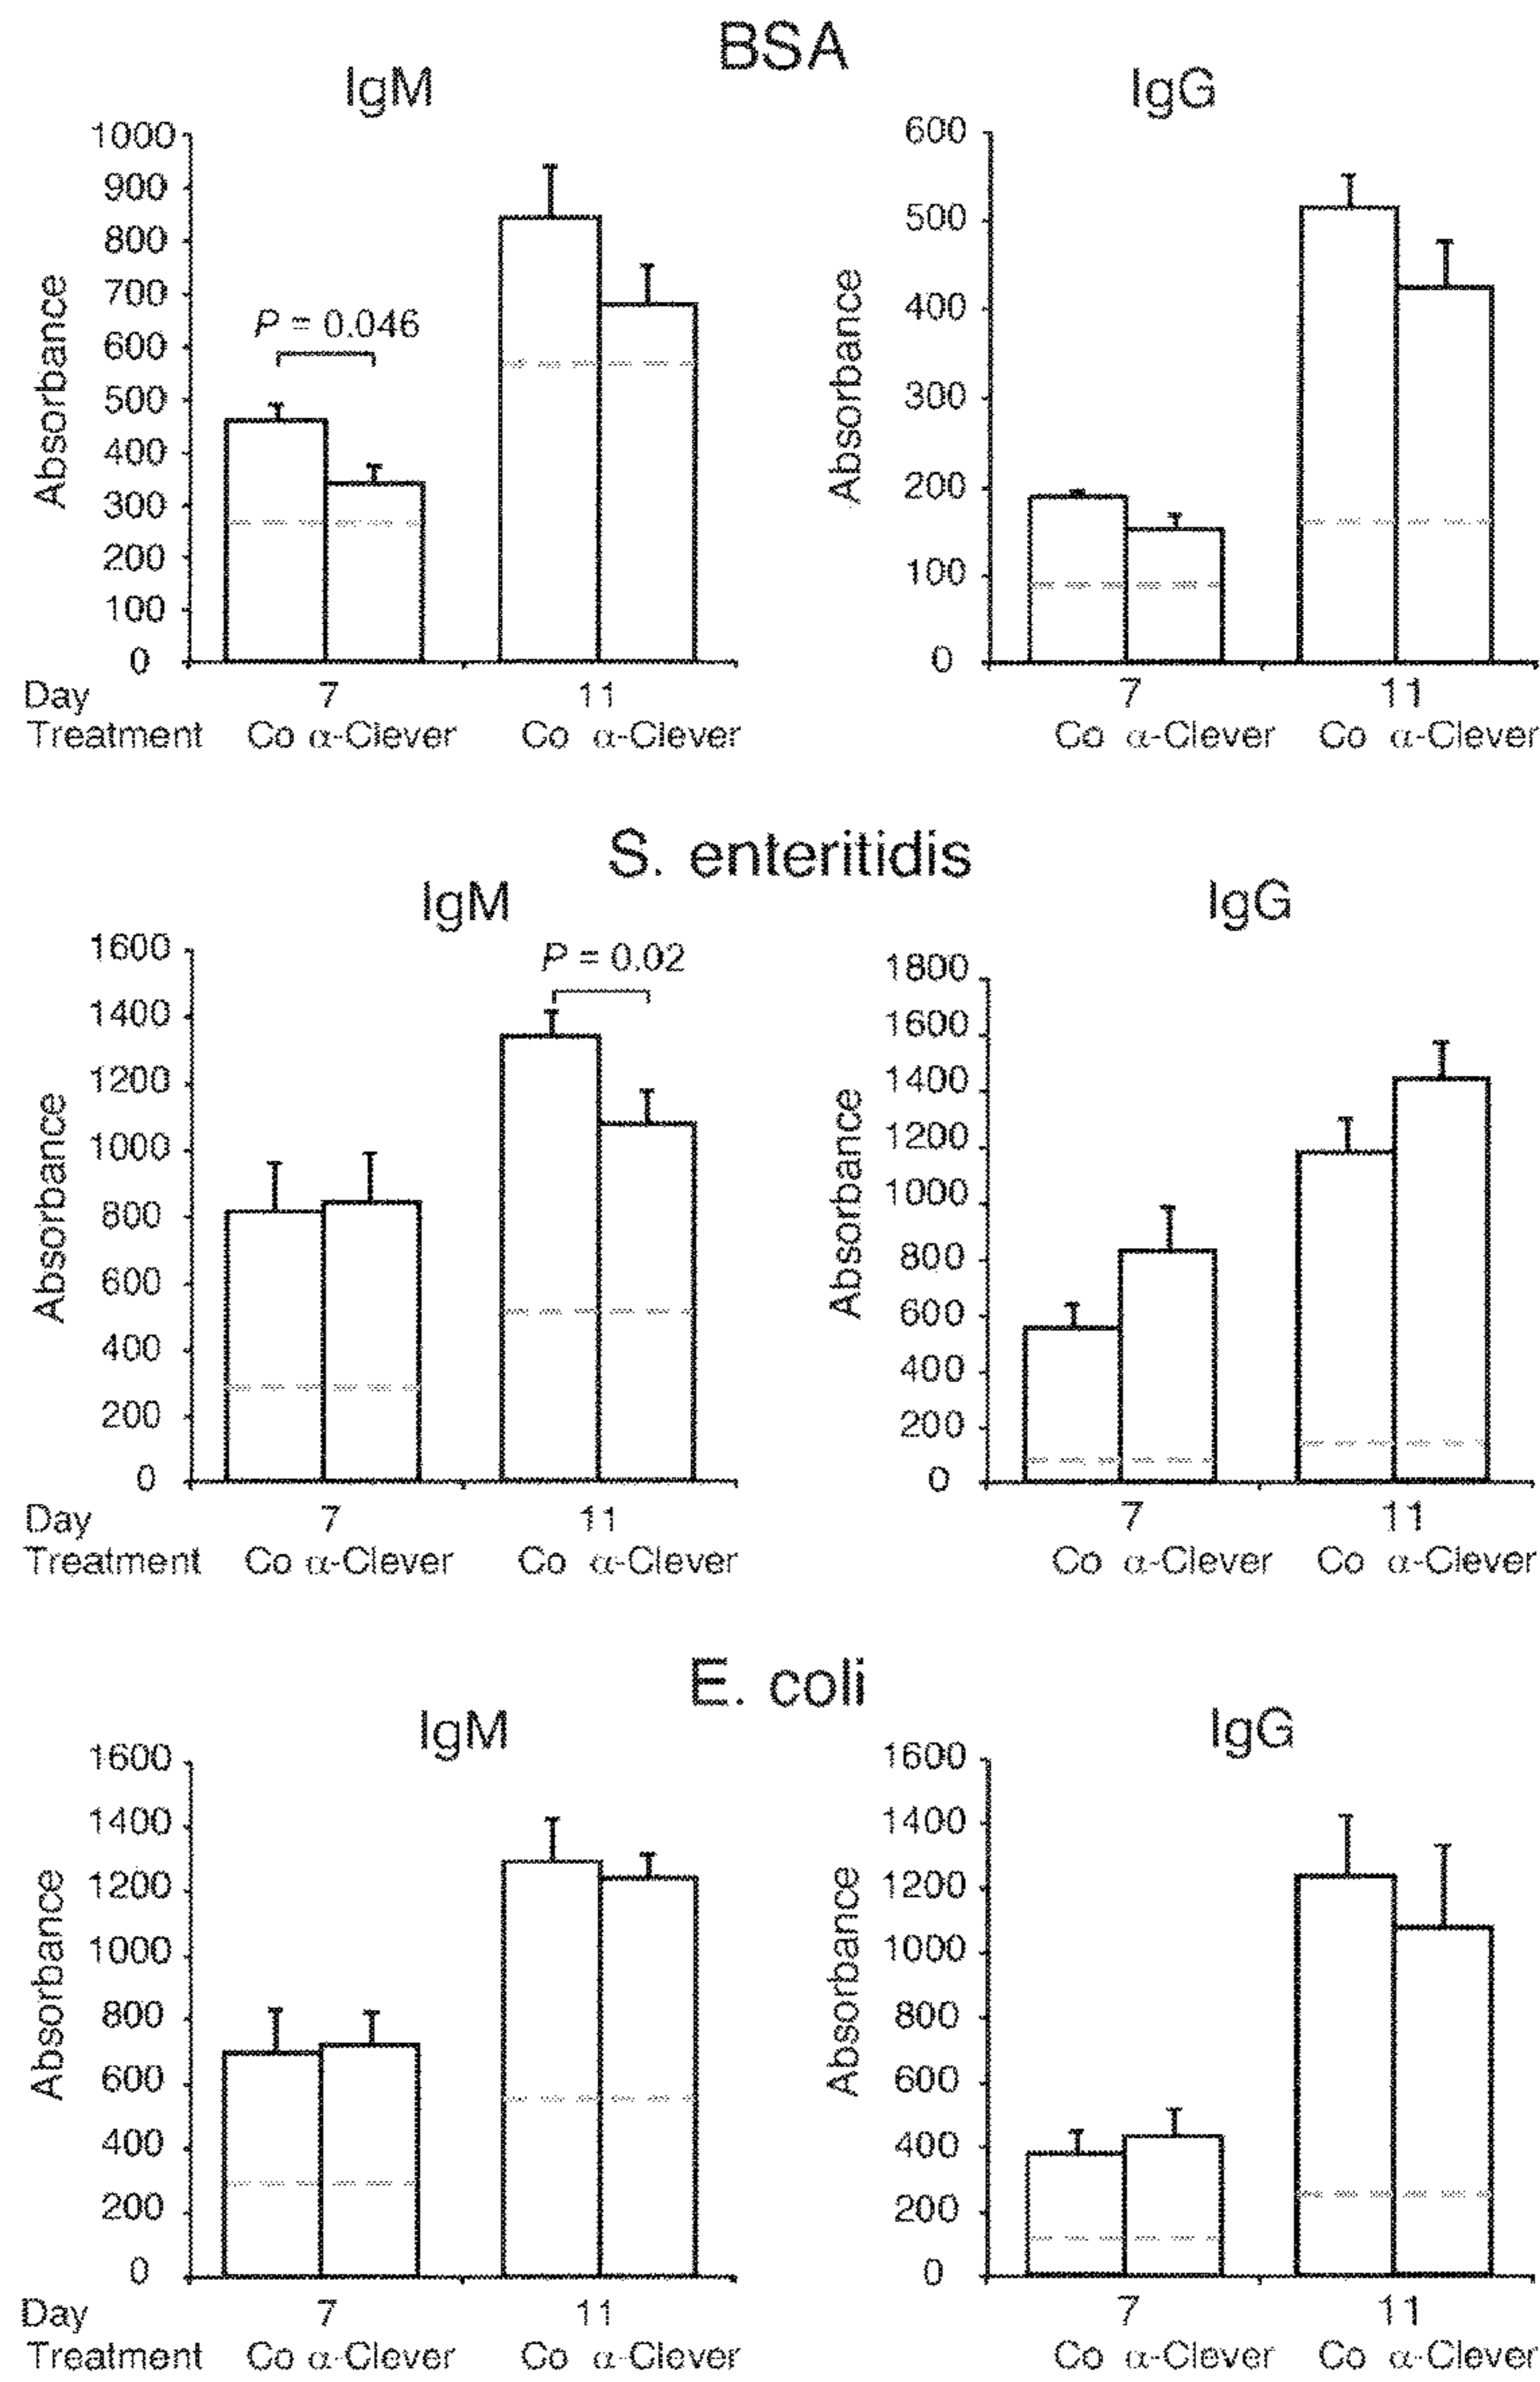 BSA
IgM
IgG
1000
900
800
700
600
500
400
300
200
100
0
Absorbance
P = 0.046
600
500
400
300
200
100
0
Absorbance
Day 7 11
Treatment Co α-Clever Co α-Clever
7 11
Co α-Clever Co α-Clever
S. enteritidis
IgM
IgG
1600
1400
1200
1000
800
600
400
200
0
Absorbance
P = 0.02
1800
1600
1400
1200
1000
800
600
400
200
0
Absorbance
Day 7 11
Treatment Co α-Clever Co α-Clever
7 11
Co α-Clever Co α-Clever
E. coli
IgM
IgG
1600
1400
1200
1000
800
600
400
200
0
Absorbance
1600
1400
1200
1000
800
600
400
200
0
Absorbance
Day 7 11
Treatment Co α-Clever Co α-Clever
7 11
Co α-Clever Co α-Clever